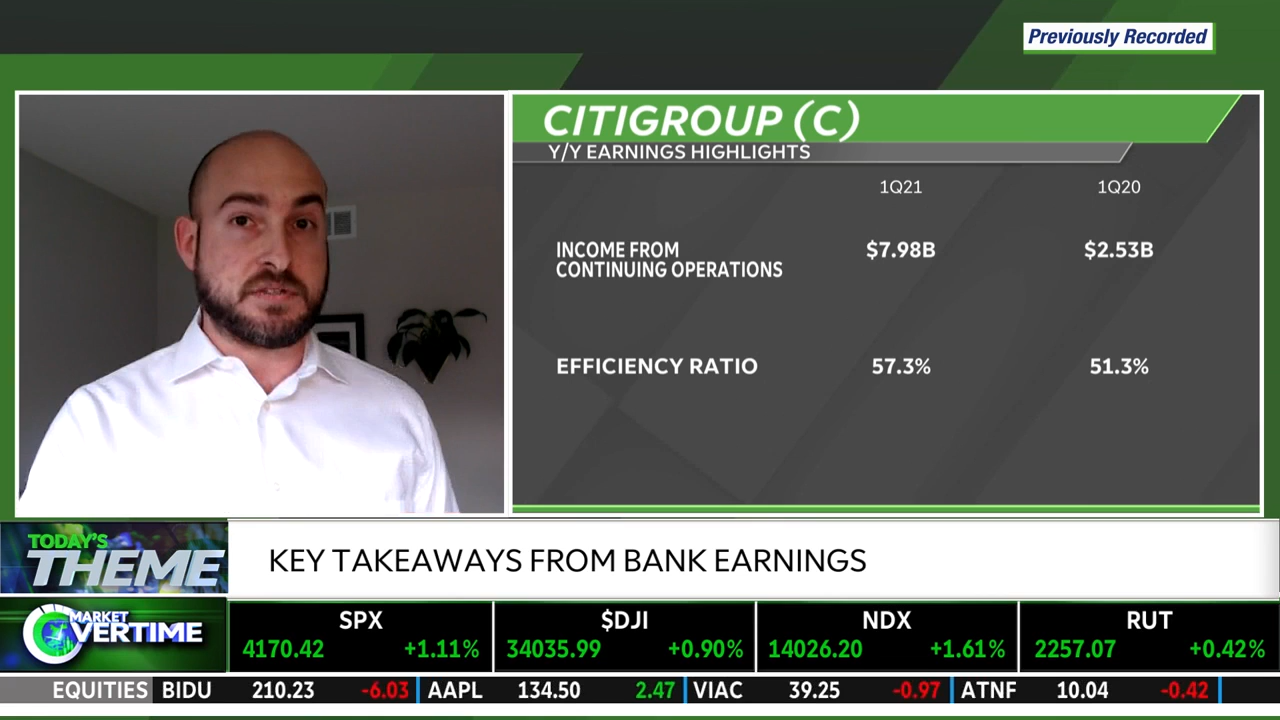 Previously Recorded
CITIGROUP (C)
Y/Y EARNINGS HIGHLIGHTS
1Q21 1Q20
INCOME FROM
CONTINUING OPERATIONS $7.98B $2.53B
EFFICIENCY RATIO 57.3% 51.3%
TODAY'S
THEME
KEY TAKEAWAYS FROM BANK EARNINGS
MARKET
OVERTIME
SPX $DJI NDX RUT
4170.42 +1.11% 34035.99 +0.90% 14026.20 +1.61% 2257.07 +0.42%
EQUITIES BIDU 210.23 -6.03 AAPL 134.50 2.47 VIAC 39.25 -0.97 ATNF 10.04 -0.42